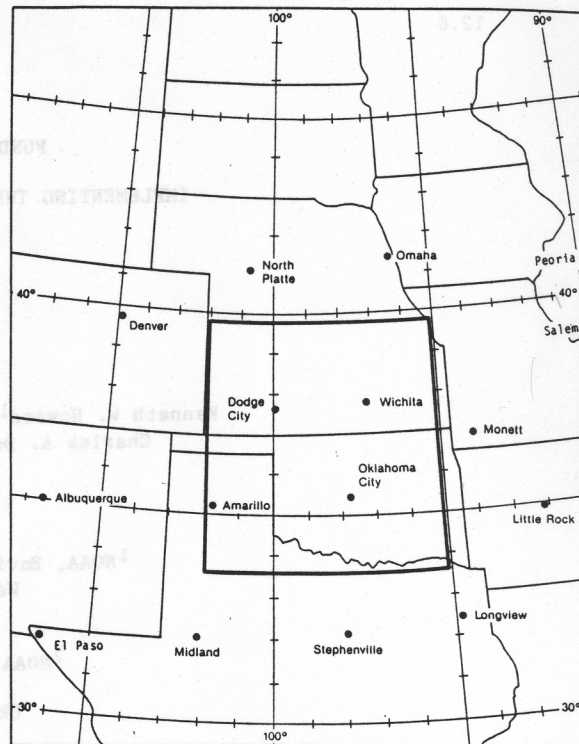 100°
90°
North
Platte
Omaha
Peoria
40°
40°
Denver
Salem
Dodge
City
Wichita
Monett
Oklahoma
City
Albuquerque
Amarillo
Little Rock
Longview
El Paso
Midland
Stephenville
30°
30°
100°